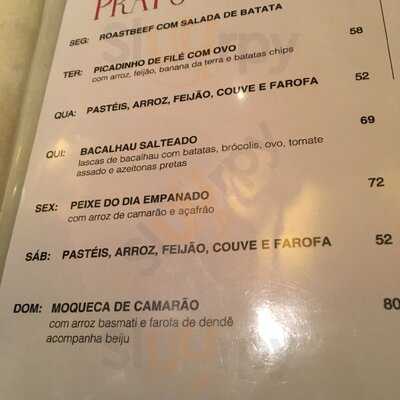 SEG: ROASTBEEF COM SALADA DE BATATA
TER: PICADINHO DE FILÉ COM OVO 58
com arroz, feijão, banana da terra e batatas chips
QUA: PASTÉIS, ARROZ, FEIJÃO, COUVE E FAROFA 52
QUI: BACALHAU SALTEADO 69
lascas de bacalhau com batatas, brócolis, ovo, tomate
assado e azeitonas pretas
SEX: PEIXE DO DIA EMPANADO 72
com arroz de camarão e açafrão
SÁB: PASTÉIS, ARROZ, FEIJÃO, COUVE E FAROFA 52
DOM: MOQUECA DE CAMARÃO 80
com arroz basmati e farofa de dendê
acompanha beiju